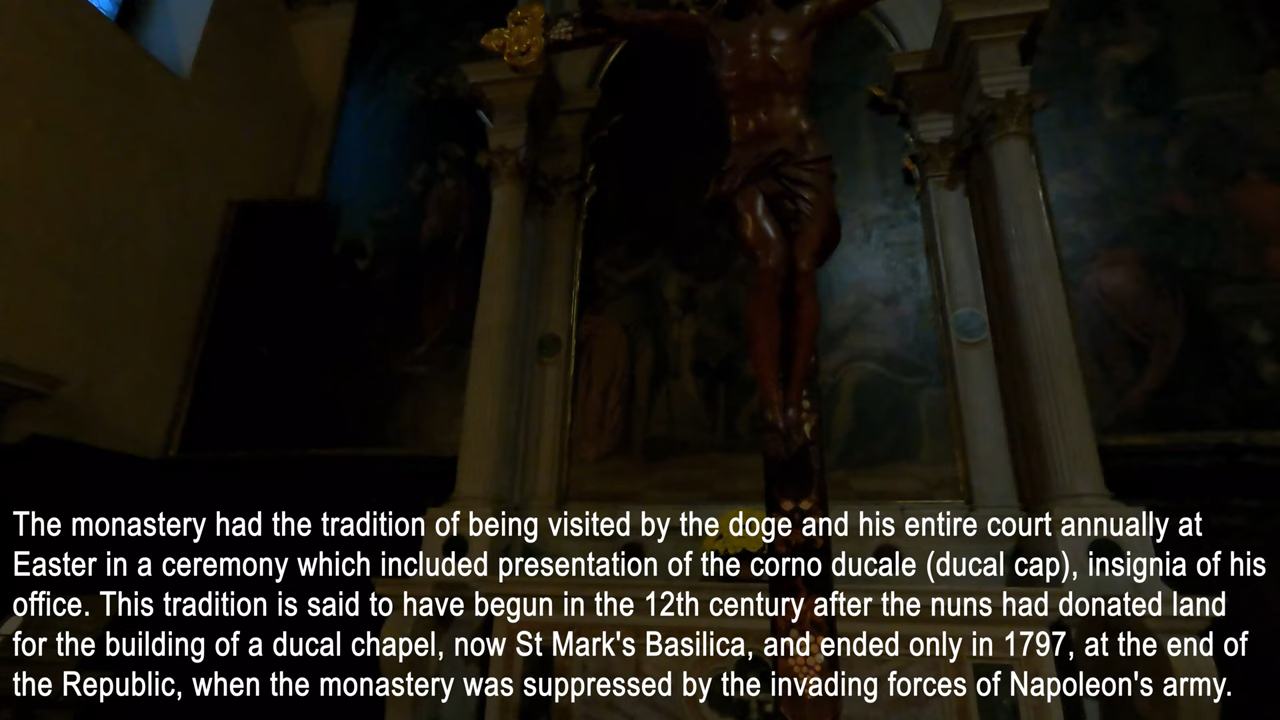 The monastery had the tradition of being visited by the doge and his entire court annually at
Easter in a ceremony which included presentation of the corno ducale (ducal cap), insignia of his
office. This tradition is said to have begun in the 12th century after the nuns had donated land
for the building of a ducal chapel, now St Mark's Basilica, and ended only in 1797, at the end of
the Republic, when the monastery was suppressed by the invading forces of Napoleon's army.